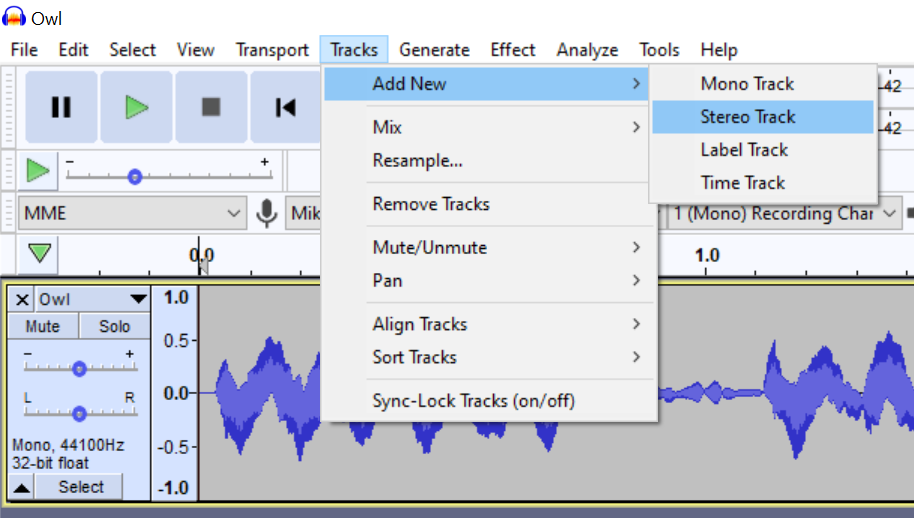 Owl
File Edit Select View Transport Tracks Generate Effect Analyze Tools Help
Add New
Mono Track
Stereo Track
Label Track
Time Track
-42
-42
Mix
Resample...
Remove Tracks
Mute/Unmute
Pan
Align Tracks
Sort Tracks
Sync-Lock Tracks (on/off)
- +
MME
Mik
1 (Mono) Recording Char
0.0 1.0
Owl
Mute Solo
- +
L R
Mono, 44100Hz
32-bit float
Select
1.0
0.5-
0.0-
-0.5-
-1.0